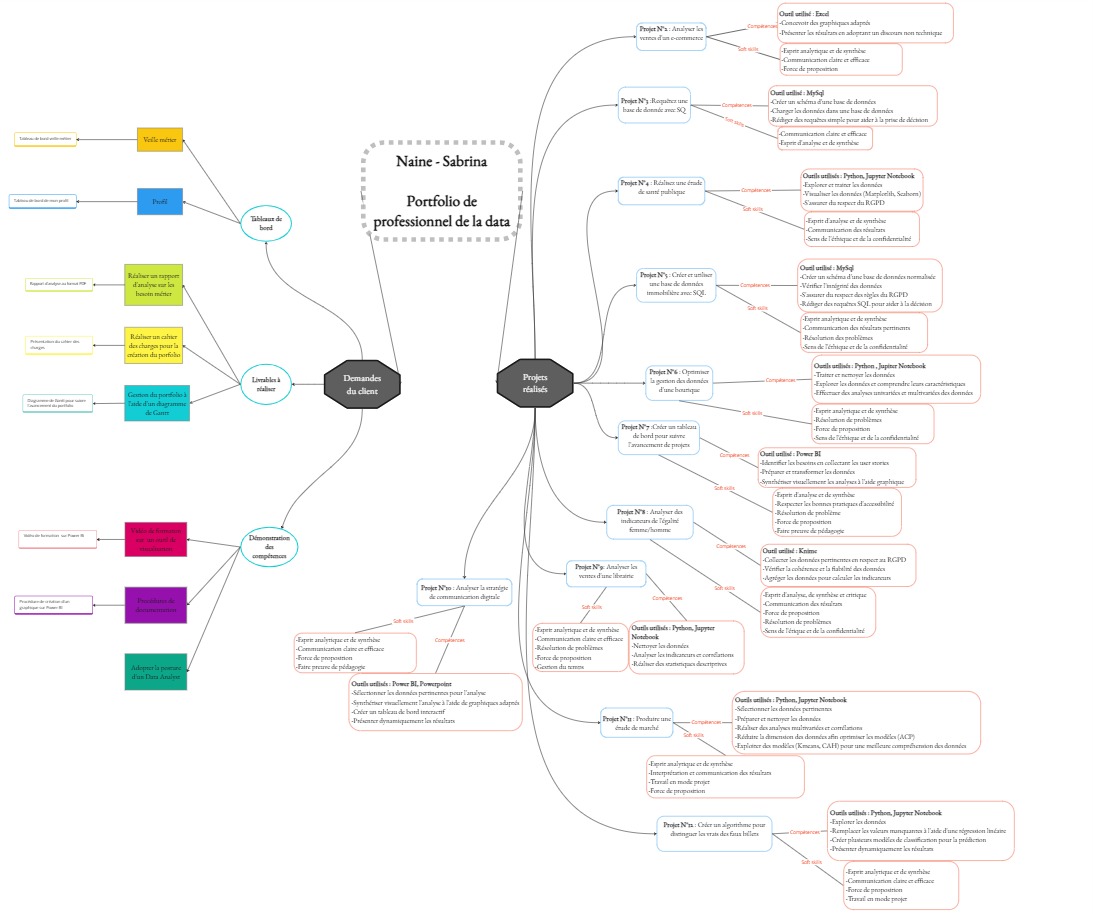 Naine - Sabrina
Portfolio de
professionnel de la data
Demandes
du client
Tableaux de
bord
Veille métier
Tableau de bord veille métier
Profil
Tableau de bord de mon profil
Livrables à
réaliser
Réaliser un rapport
d'analyse sur les
besoin métier
Rapport d'analyse au format PDF
Réaliser un cahier
des charges pour la
création du porfolio
Présentation du cahier des
charges
Gestion du portfolio à
l'aide d'un diagramme
de Gantt
Diagramme de Gantt pour suivre
l'avancement du portfolio
Démonstration
des
compétences
Vidéo de formation
sur un outil de
Vidéo de formation sur Power BI
Procédures de
documentation
Procédure de création d'un
graphique sur Power BI
Adopter la posture
d'un Data Analyst
Projets
réalisés
Projet N°2 : Analyser les
ventes d'un e-commerce
Compétences
Outil utilisé : Excel
-Concevoir des graphiques adaptés
-Présenter les résultats en adoptant un discours non technique
Soft skills
-Esprit analytique et de synthèse
-Communication claire et efficace
-Force de proposition
Projet N°3 :Requêtez une
base de donnée avec SQ
Compétences
Outil utilisé : MySql
-Créer un schéma d'une base de données
-Charger les données dans une base de données
-Rédiger des requêtes simple pour aider à la prise de décision
Soft skills
-Communication claire et efficace
-Esprit d'analyse et de synthèse
Projet N°4 : Réalisez une étude
de santé publique
Compétences
Outils utilisés : Python, Jupyter Notebook
-Explorer et traiter les données
-Visualiser les données (Matplotlib, Seaborn)
-S'assurer du respect du RGPD
Soft skills
-Esprit d'analyse et de synthèse
-Communication des résultats
-Sens de l'éthique et de la confidentialité
Projet N°5 : Créer et utiliser
une base de données
immobilière avec SQL
Compétences
Outil utilisé : MySql
-Créer un schéma d'une base de données normalisée
-Vérifier l'intégrité des données
-S'assurer du respect des règles du RGPD
-Rédiger des requêtes SQL pour aider à la décision
Soft skills
-Esprit analytique et de synthèse
-Communication des résultats pertinents
-Résolution des problèmes
-Sens de l'éthique et de la confidentialité
Projet N°6 : Optimiser
la gestion des données
d'une boutique
Compétences
Outils utilisé : Python , Jupiter Notebook
-Traiter et nettoyer les données
-Explorer les données et comprendre leurs caractéristiques
-Effectuer des analyses univariées et multivariées des données
Soft skills
-Esprit analytique et de synthèse
-Résolution de problèmes
-Force de proposition
-Sens de l'éthique et de la confidentialité
Projet N°7 :Créer un tableau
de bord pour suivre
l'avancement de projets
Compétences
Outil utilisé : Power BI
-Identifier les besoins en collectant les user stories
-Préparer et transformer les données
-Synthétiser visuellement les analyses à l'aide graphique
Soft skills
-Esprit d'analyse et de synthèse
-Respecter les bonnes pratiques d'accessibilité
-Résolution de problème
-Force de proposition
-Faire preuve de pédagogie
Projet N°8 : Analyser des
indicateurs de l'égalité
femme/homme
Compétences
Outil utilisé : Knime
-Collecter les données pertinentes en respect au RGPD
-Vérifier la cohérence et la fiabilité des données
-Agréger les données pour calculer les indicateurs
Soft skills
-Esprit d'analyse, de synthèse et critique
-Communication des résultats
-Force de proposition
-Résolution de problèmes
-Sens de l'étique et de la confidentialité
Projet N°9 : Analyser les
ventes d'une librairie
Soft skills
-Esprit analytique et de synthèse
-Communication claire et efficace
-Résolution de problèmes
-Force de proposition
-Gestion du temps
Compétences
Outils utilisés : Python, Jupyter
Notebook
-Nettoyer les données
-Analyser les indicateurs et corrélations
-Réaliser des statistiques descriptives
Projet N°10 : Analyser la stratégie
de communication digitale
Soft skills
-Esprit analytique et de synthèse
-Communication claire et efficace
-Force de proposition
-Faire preuve de pédagogie
Compétences
Outils utilisés : Power BI, Powerpoint
-Sélectionner les données pertinentes pour l'analyse
-Synthétiser visuellement l'analyse à l'aide de graphiques adaptés
-Créer un tableau de bord interactif
-Présenter dynamiquement les résultats
Projet N°11 : Produire une
étude de marché
Compétences
Outils utilisés : Python, Jupyter Notebook
-Sélectionner les données pertinentes
-Préparer et nettoyer les données
-Réaliser des analyses multivariées et corrélations
-Réduire la dimension des données afin optimiser les modèles (ACP)
-Exploiter des modèles (Kmeans, CAH) pour une meilleure compréhension des données
Soft skills
-Esprit analytique et de synthèse
-Interprétation et communication des résultats
-Travail en mode projet
-Force de proposition
Projet N°12 : Créer un algorithme pour
distinguer les vrais des faux billets
Compétences
Outils utilisés : Python, Jupyter Notebook
-Explorer les données
-Remplacer les valeurs manquantes à l'aide d'une régression linéaire
-Créer plusieurs modèles de classification pour la prédiction
-Présenter dynamiquement les résultats
Soft skills
-Esprit analytique et de synthèse
-Communication claire et efficace
-Force de proposition
-Travail en mode projet